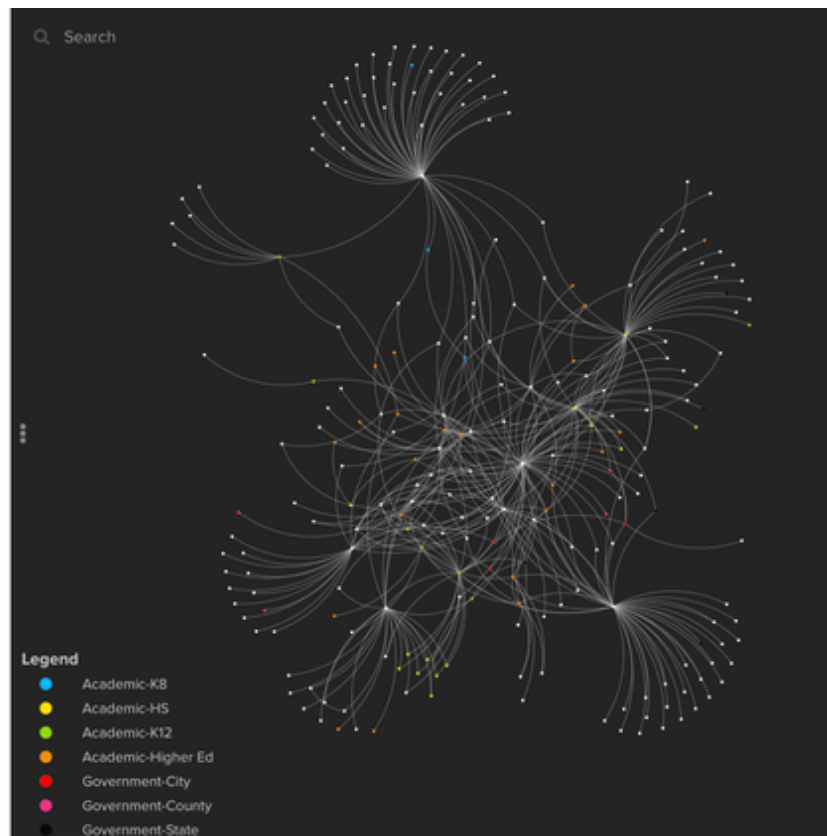 Search
Legend
Academic-K8
Academic-HS
Academic-K12
Academic-Higher Ed
Government-City
Government-County
Government-State